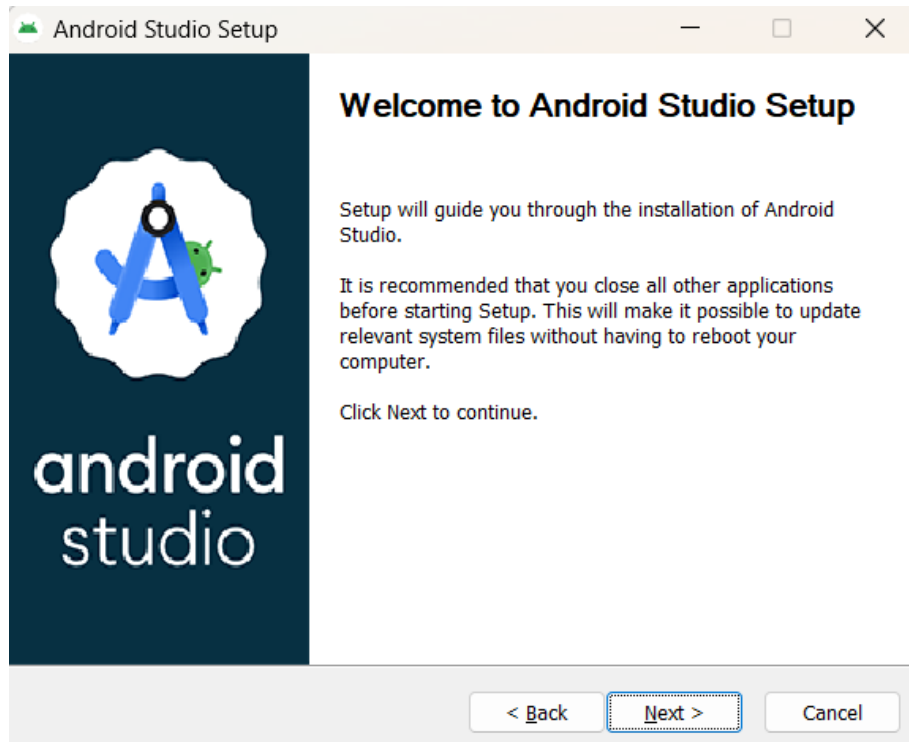 Android Studio Setup
Welcome to Android Studio Setup
Setup will guide you through the installation of Android
Studio.
It is recommended that you close all other applications
before starting Setup. This will make it possible to update
relevant system files without having to reboot your
computer.
Click Next to continue.
android
studio
< Back
Next >
Cancel